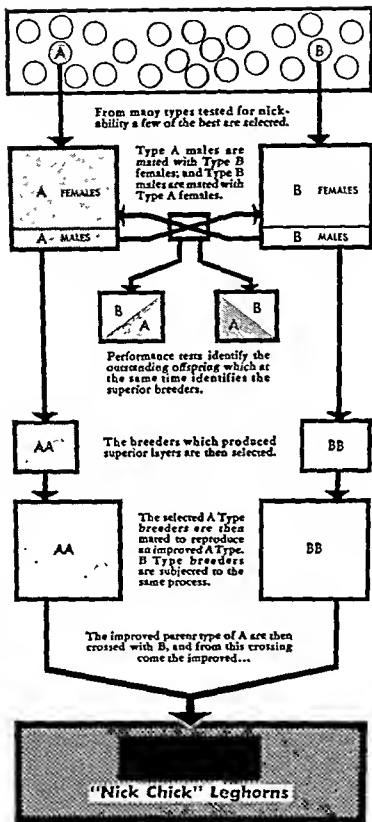 A
B
From many types tested for nick-
ability a few of the best are selected.
Type A males are
mated with Type B
females; and Type B
males are mated with
Type A females.
A FEMALES
B FEMALES
A MALES
B MALES
B
A
B
A
Performance tests identify the
outstanding offspring which at
the same time identifies the
superior breeders.
AA
The breeders which produced
superior layers are then selected.
BB
The selected A Type
breeders are then
mated to reproduce
an improved A Type.
B Type breeders
are subjected to the
same process.
AA
BB
The improved parent type of A are then
crossed with B, and from this crossing
come the improved...
"Nick Chick" Leghorns